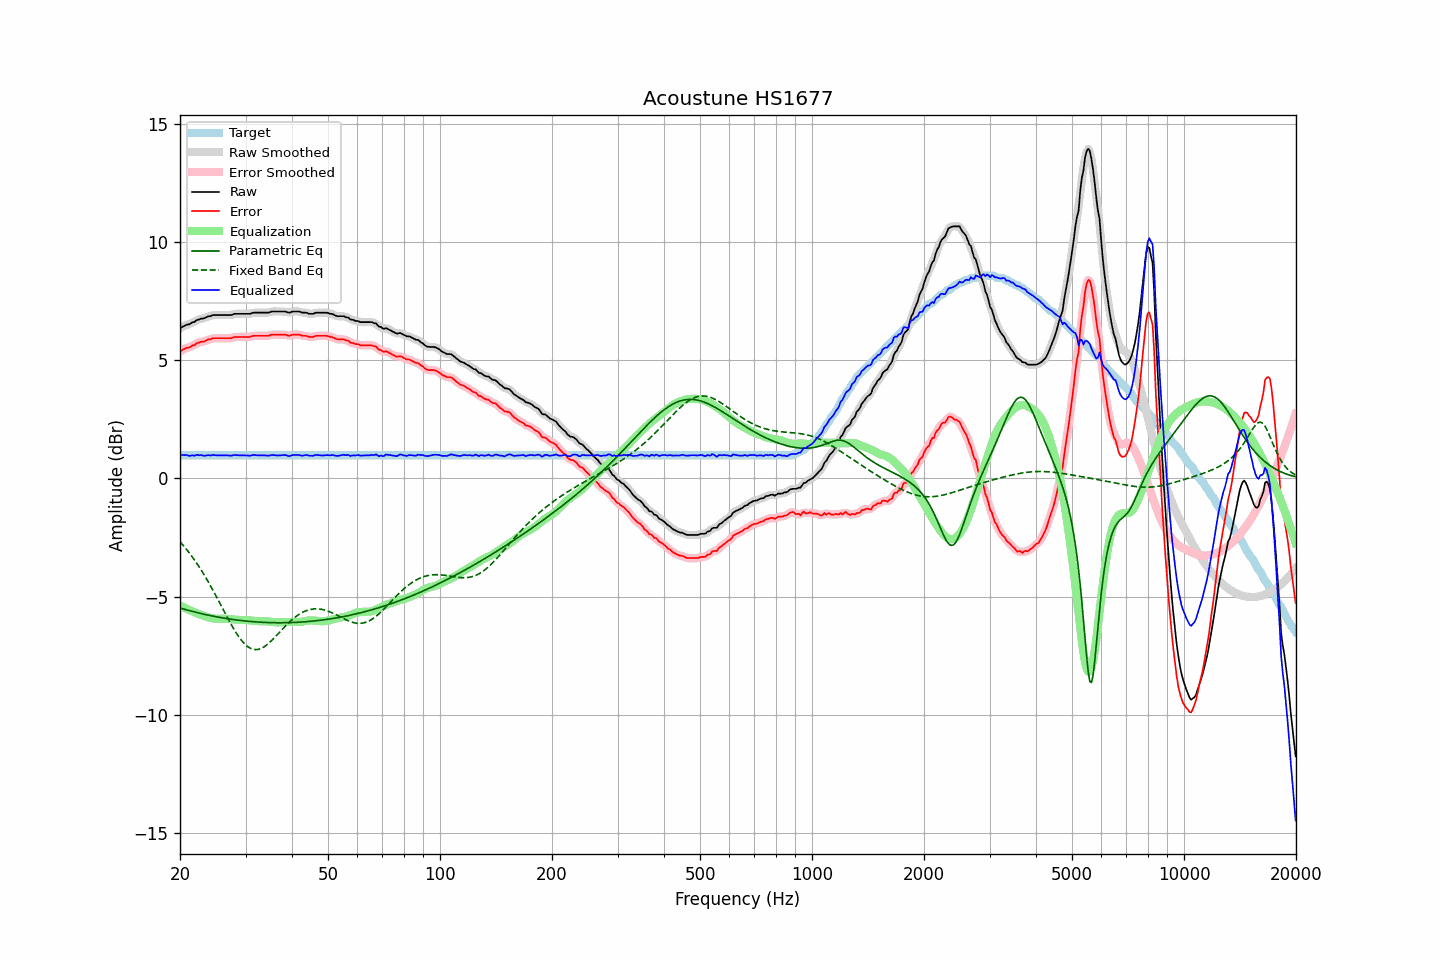 Acoustune HS1677
Target
Raw Smoothed
Error Smoothed
Raw
Error
Equalization
Parametric Eq
Fixed Band Eq
Equalized
15
10
5
0
−5
−10
−15
Amplitude (dBr)
20 50 100 200 500 1000 2000 5000 10000 20000
Frequency (Hz)